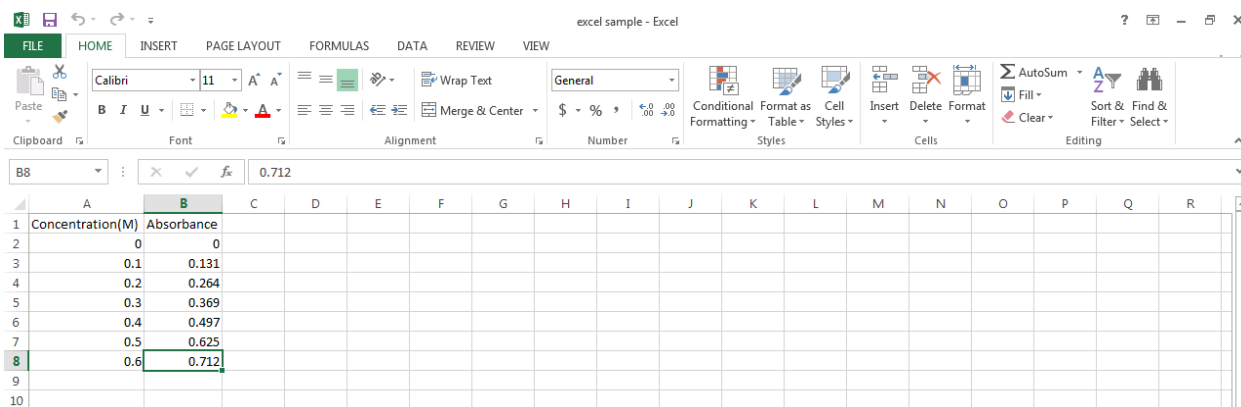 excel sample - Excel
FILE HOME INSERT PAGE LAYOUT FORMULAS DATA REVIEW VIEW
Paste
Clipboard
Calibri 11
B I U
Font
Wrap Text
Merge & Center
Alignment
General
$ % ,
Number
Conditional Formatting
Format as Table
Cell Styles
Styles
Insert Delete Format
Cells
AutoSum
Fill
Clear
Sort & Filter
Find & Select
Editing
B8 fx 0.712
A B C D E F G H I J K L M N O P Q R
1 Concentration(M) Absorbance
2 0 0
3 0.1 0.131
4 0.2 0.264
5 0.3 0.369
6 0.4 0.497
7 0.5 0.625
8 0.6 0.712
9
10